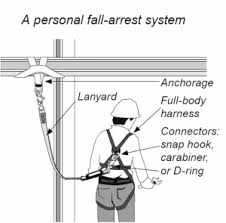 A personal fall-arrest system
Anchorage
Lanyard
Full-body
harness
Connectors:
snap hook,
carabiner,
or D-ring